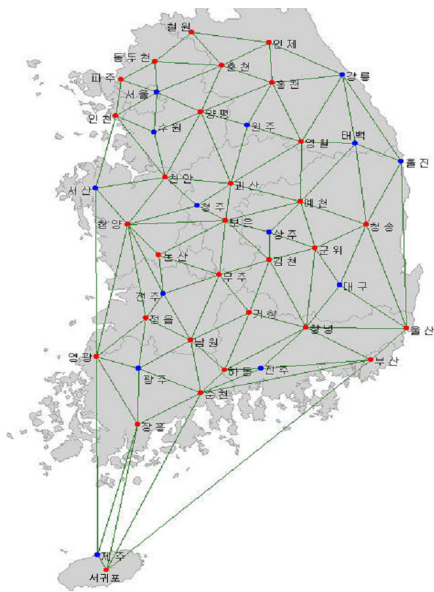 철원
인제
동두천
춘천
파주
강릉
홍천
서울
인천
양평
수원
원주
태백
영월
울진
천안
괴산
서산
예천
청주
청양
보은
상주
청송
군위
논산
김천
무주
대구
전주
거창
정읍
창녕
울산
남원
영광
부산
하동
진주
광주
순천
장흥
제주
서귀포